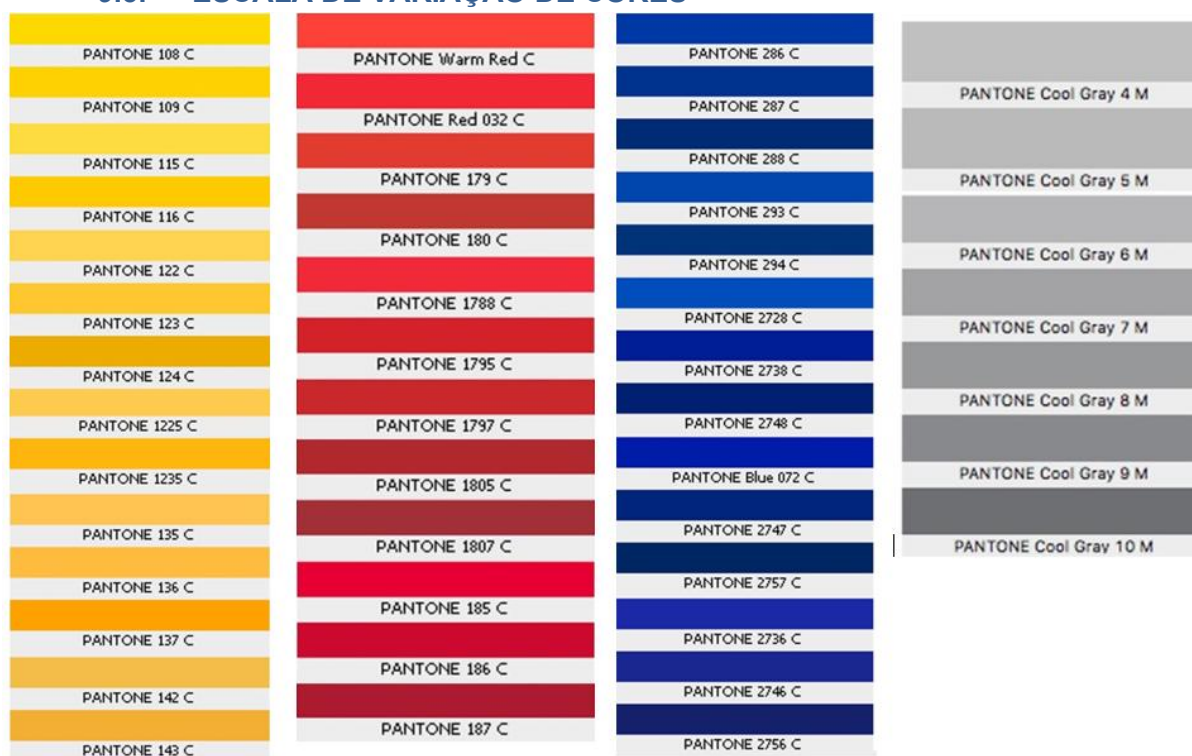 PANTONE 108 C
PANTONE 109 C
PANTONE 115 C
PANTONE 116 C
PANTONE 122 C
PANTONE 123 C
PANTONE 124 C
PANTONE 1225 C
PANTONE 1235 C
PANTONE 135 C
PANTONE 136 C
PANTONE 137 C
PANTONE 142 C
PANTONE 143 C
PANTONE Warm Red C
PANTONE Red 032 C
PANTONE 179 C
PANTONE 180 C
PANTONE 1788 C
PANTONE 1795 C
PANTONE 1797 C
PANTONE 1805 C
PANTONE 1807 C
PANTONE 185 C
PANTONE 186 C
PANTONE 187 C
PANTONE 286 C
PANTONE 287 C
PANTONE 288 C
PANTONE 293 C
PANTONE 294 C
PANTONE 2728 C
PANTONE 2738 C
PANTONE 2748 C
PANTONE Blue 072 C
PANTONE 2747 C
PANTONE 2757 C
PANTONE 2736 C
PANTONE 2746 C
PANTONE 2756 C
PANTONE Cool Gray 4 M
PANTONE Cool Gray 5 M
PANTONE Cool Gray 6 M
PANTONE Cool Gray 7 M
PANTONE Cool Gray 8 M
PANTONE Cool Gray 9 M
PANTONE Cool Gray 10 M